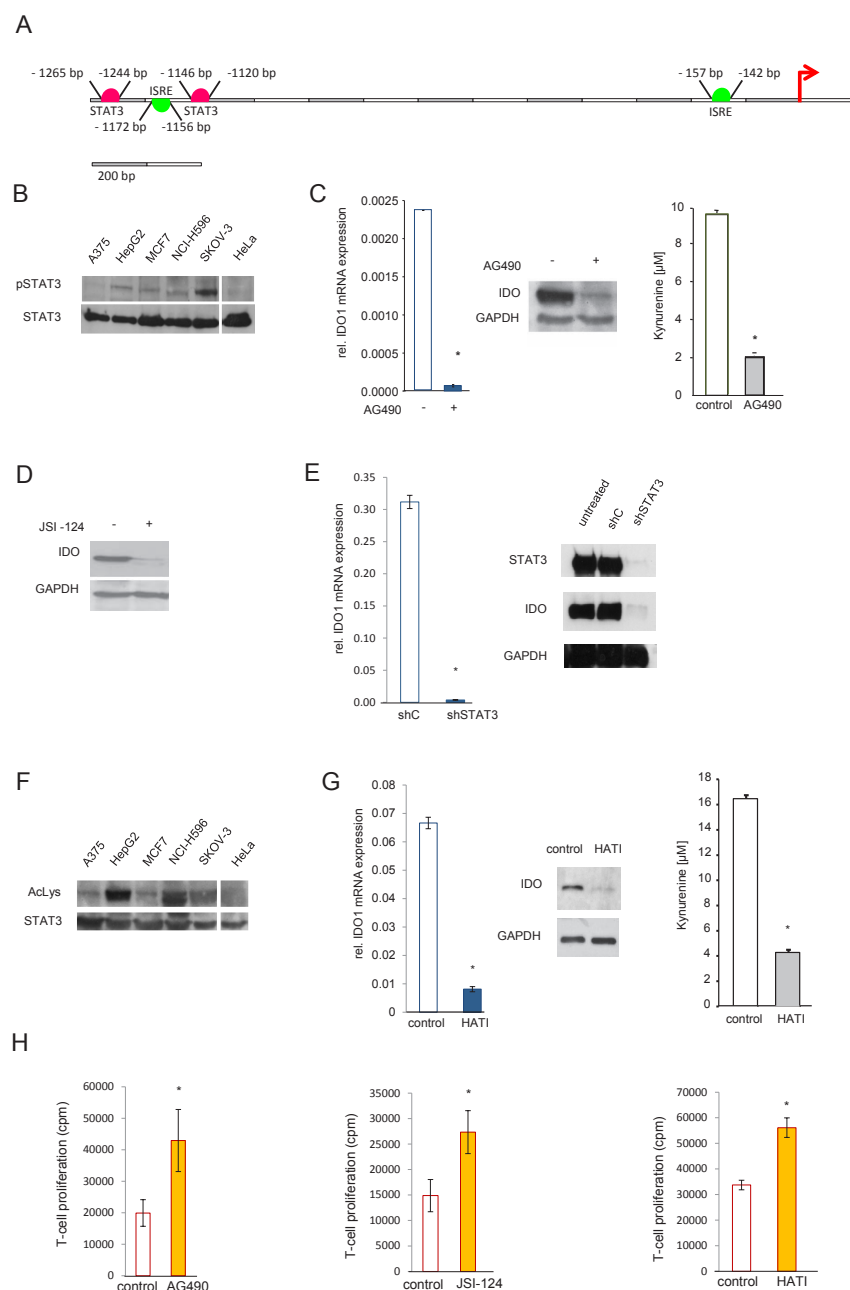 A
- 1265 bp -1244 bp -1146 bp -1120 bp - 157 bp -142 bp
ISRE
STAT3 STAT3
- 1172 bp -1156 bp ISRE
200 bp
B
A375 HepG2 MCF7 NCI-H596 SKOV-3 HeLa
pSTAT3
STAT3
C
rel. IDO1 mRNA expression
0.0025
0.0020
0.0015
0.0010
0.0005
0.0000
*
AG490 - +
AG490 - +
IDO
GAPDH
Kynurenine [µM]
10
8
6
4
2
0
*
control AG490
D
JSI -124 - +
IDO
GAPDH
E
rel. IDO1 mRNA expression
0.35
0.30
0.25
0.20
0.15
0.10
0.05
0.00
*
shC shSTAT3
untreated shC shSTAT3
STAT3
IDO
GAPDH
F
A375 HepG2 MCF7 NCI-H596 SKOV-3 HeLa
AcLys
STAT3
G
rel. IDO1 mRNA expression
0.08
0.07
0.06
0.05
0.04
0.03
0.02
0.01
0
*
control HATI
control HATI
IDO
GAPDH
Kynurenine [µM]
18
16
14
12
10
8
6
4
2
0
*
control HATI
H
T-cell proliferation (cpm)
60000
50000
40000
30000
20000
10000
0
*
control AG490
T-cell proliferation (cpm)
35000
30000
25000
20000
15000
10000
5000
0
*
control JSI-124
T-cell proliferation (cpm)
70000
60000
50000
40000
30000
20000
10000
0
*
control HATI